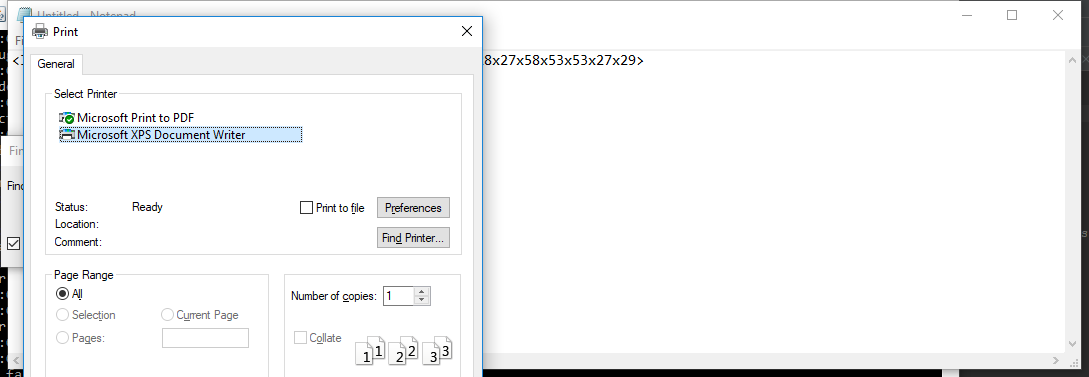 Untitled - Notepad
Print
General
8x27x58x53x53x27x29>
Select Printer
Microsoft Print to PDF
Microsoft XPS Document Writer
Status: Ready
Print to file
Preferences
Location:
Find Printer...
Comment:
Page Range
All
Number of copies: 1
Selection
Current Page
Pages:
Collate
1 1 2 2 3 3